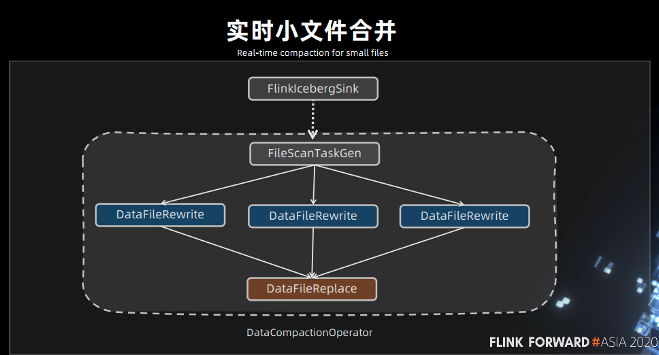 实时小文件合并
Real-time compaction for small files
FlinkIcebergSink
FileScanTaskGen
DataFileRewrite
DataFileRewrite
DataFileRewrite
DataFileReplace
DataCompactionOperator
FLINK FORWARD #ASIA 2020